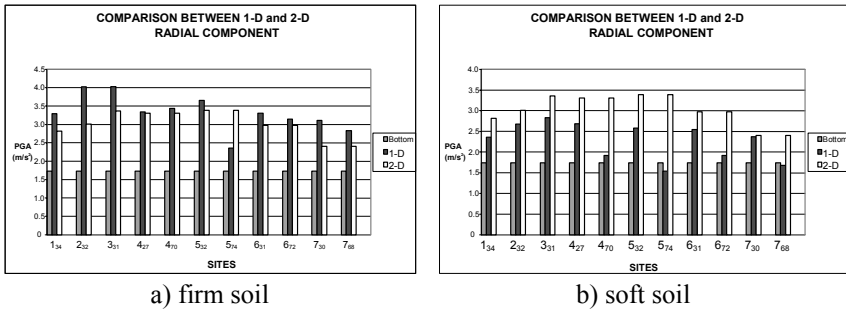 COMPARISON BETWEEN 1-D and 2-D
RADIAL COMPONENT
4.5
4.0
3.5
3.0
2.5
2.0
1.5
1.0
0.5
0
PGA
(m/s²)
1₃₄ 2₃₂ 3₃₁ 4₂₇ 4₇₀ 5₃₂ 5₇₄ 6₃₁ 6₇₂ 7₃₀ 7₆₈
SITES
Bottom
1-D
2-D
a) firm soil
COMPARISON BETWEEN 1-D and 2-D
RADIAL COMPONENT
4.0
3.5
3.0
2.5
2.0
1.5
1.0
0.5
0.0
PGA
(m/s²)
1₃₄ 2₃₂ 3₃₁ 4₂₇ 4₇₀ 5₃₂ 5₇₄ 6₃₁ 6₇₂ 7₃₀ 7₆₈
SITES
Bottom
1-D
2-D
b) soft soil